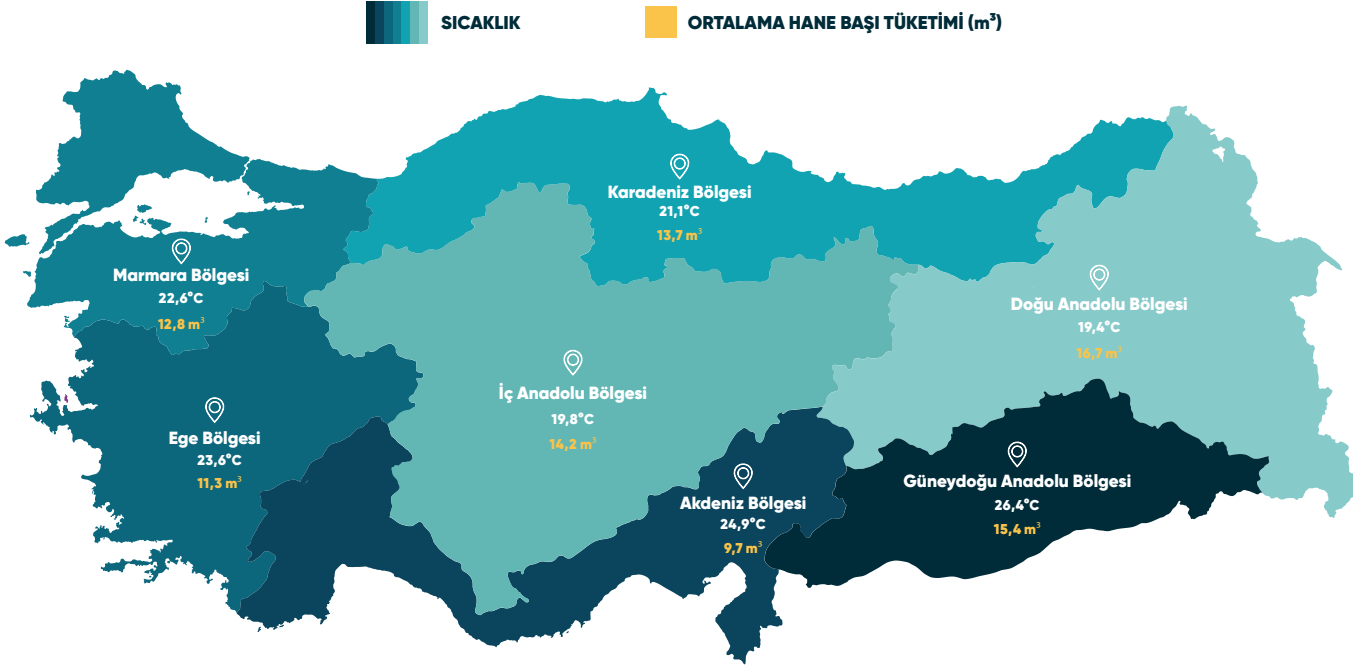 SICAKLIK
ORTALAMA HANE BAŞI TÜKETİMİ (m³)
Karadeniz Bölgesi
21,1°C
13,7 m³
Marmara Bölgesi
22,6°C
12,8 m³
Doğu Anadolu Bölgesi
19,4°C
16,7 m³
İç Anadolu Bölgesi
19,8°C
14,2 m³
Ege Bölgesi
23,6°C
11,3 m³
Akdeniz Bölgesi
24,9°C
9,7 m³
Güneydoğu Anadolu Bölgesi
26,4°C
15,4 m³